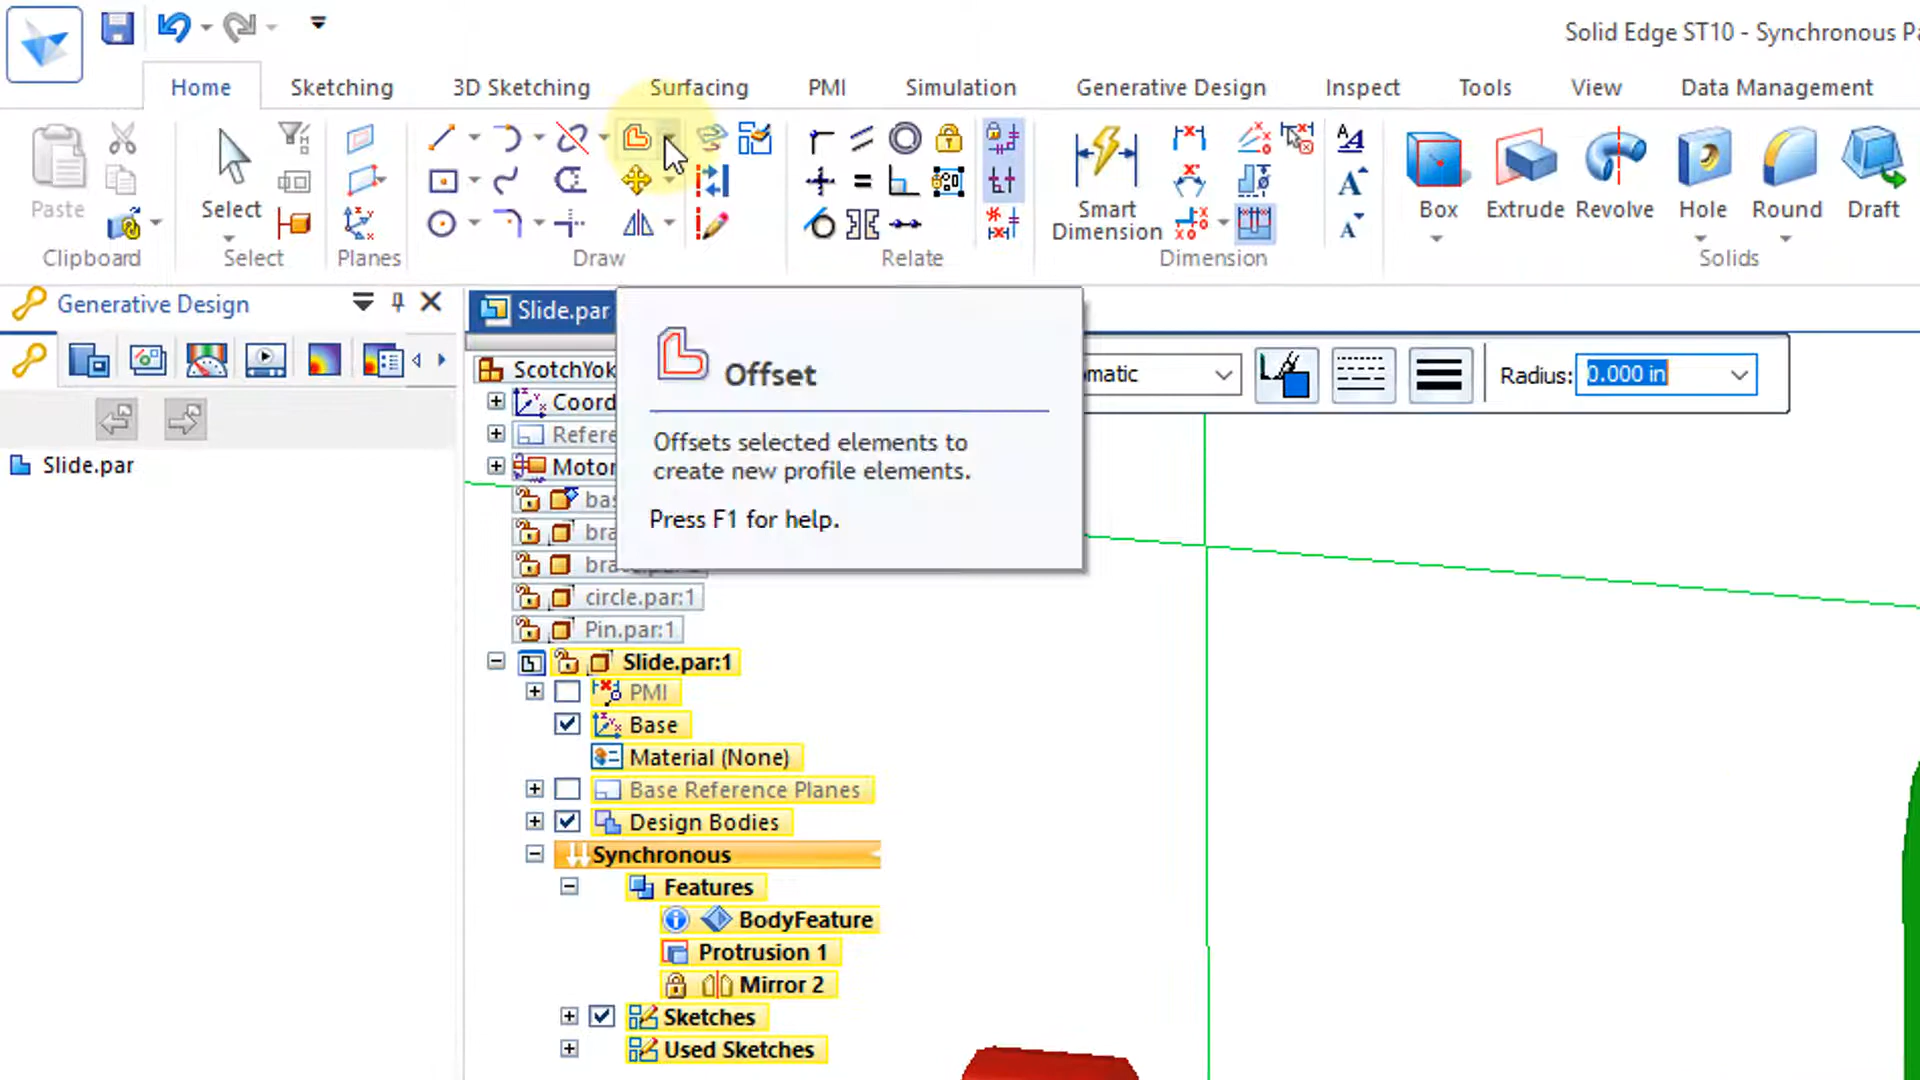 Solid Edge ST10 - Synchronous Pa
Home
Sketching
3D Sketching
Surfacing
PMI
Simulation
Generative Design
Inspect
Tools
View
Data Management
Paste
Clipboard
Select
Select
Planes
Draw
Relate
Smart
Dimension
Dimension
Box
Extrude
Revolve
Hole
Round
Draft
Solids
Generative Design
Slide.par
Slide.par
Offset
Offsets selected elements to
create new profile elements.
Press F1 for help.
matic
Radius: 0.000 in
ScotchYok
Coord
Refere
Motor
bas
bra
circle.par:1
Pin.par:1
Slide.par:1
PMI
Base
Material (None)
Base Reference Planes
Design Bodies
Synchronous
Features
BodyFeature
Protrusion 1
Mirror 2
Sketches
Used Sketches